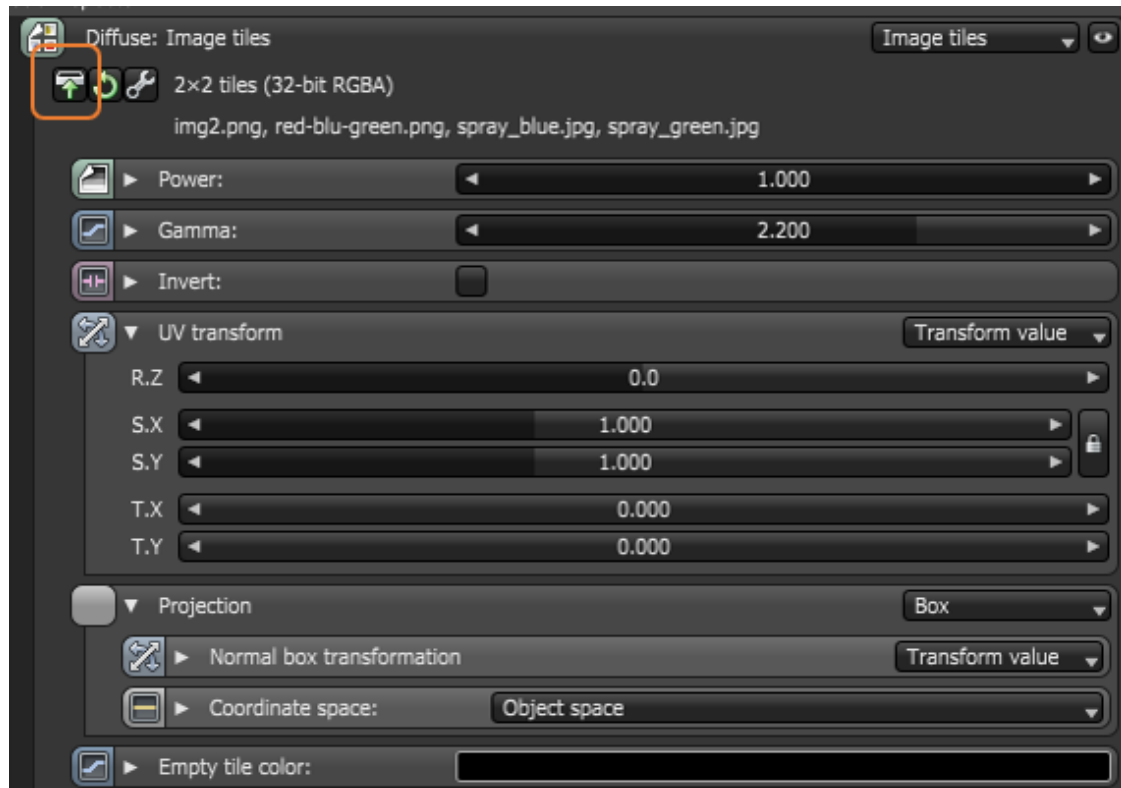 Diffuse: Image tiles Image tiles
2×2 tiles (32-bit RGBA)
img2.png, red-blu-green.png, spray_blue.jpg, spray_green.jpg
Power: 1.000
Gamma: 2.200
Invert:
UV transform Transform value
R.Z 0.0
S.X 1.000
S.Y 1.000
T.X 0.000
T.Y 0.000
Projection Box
Normal box transformation Transform value
Coordinate space: Object space
Empty tile color: